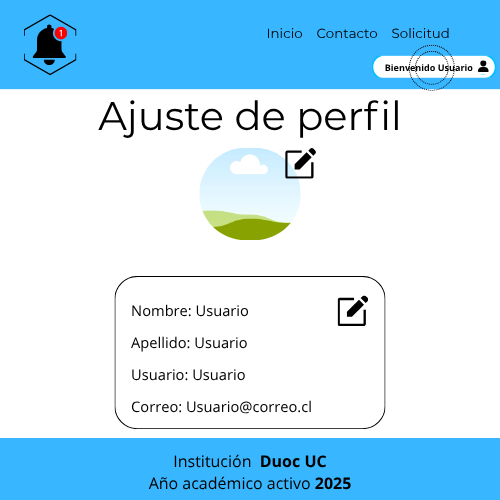 1
Inicio Contacto Solicitud
Bienvenido Usuario
Ajuste de perfil
Nombre: Usuario
Apellido: Usuario
Usuario: Usuario
Correo: Usuario@correo.cl
Institución Duoc UC
Año académico activo 2025